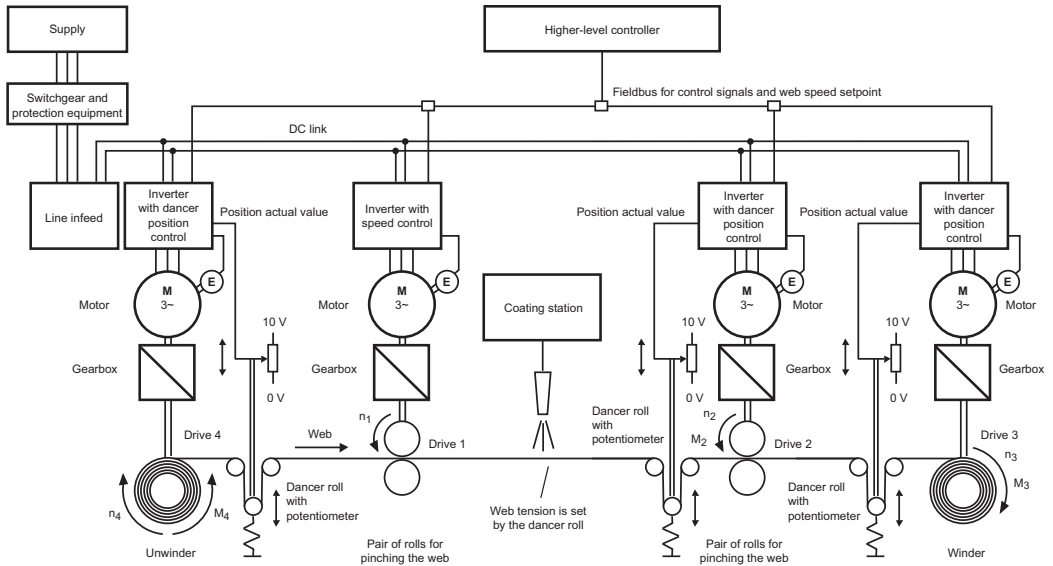 Supply
Higher-level controller
Switchgear and
protection equipment
Fieldbus for control signals and web speed setpoint
DC link
Line infeed
Inverter
with dancer
position
control
Position actual value
Inverter with
speed control
Position actual value
Inverter
with dancer
position
control
Position actual value
Inverter
with dancer
position
control
Motor
M
3~
E
Motor
M
3~
E
Coating station
M
3~
E
Motor
M
3~
E
Motor
10 V
0 V
10 V
0 V
10 V
0 V
Gearbox
Gearbox
Gearbox
Gearbox
Drive 4
Web
n1
Drive 1
Dancer roll
with
potentiometer
n2
M2
Drive 2
Drive 3
n3
M3
n4
M4
Dancer roll
with
potentiometer
Web tension is set
by the dancer roll
Dancer roll
with
potentiometer
Unwinder
Pair of rolls for
pinching the web
Pair of rolls for
pinching the web
Winder